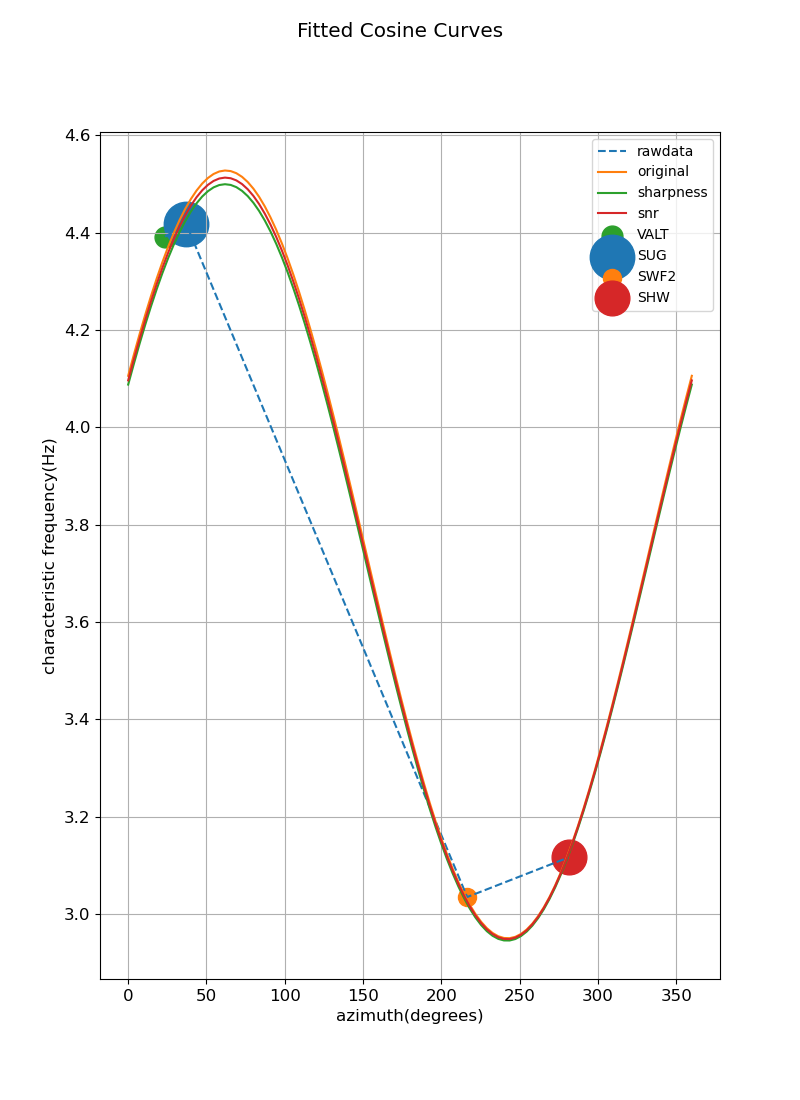 Fitted Cosine Curves
4.6
4.4
4.2
4.0
3.8
3.6
3.4
3.2
3.0
characteristic frequency(Hz)
rawdata
original
sharpness
snr
VALT
SUG
SWF2
SHW
0 50 100 150 200 250 300 350
azimuth(degrees)